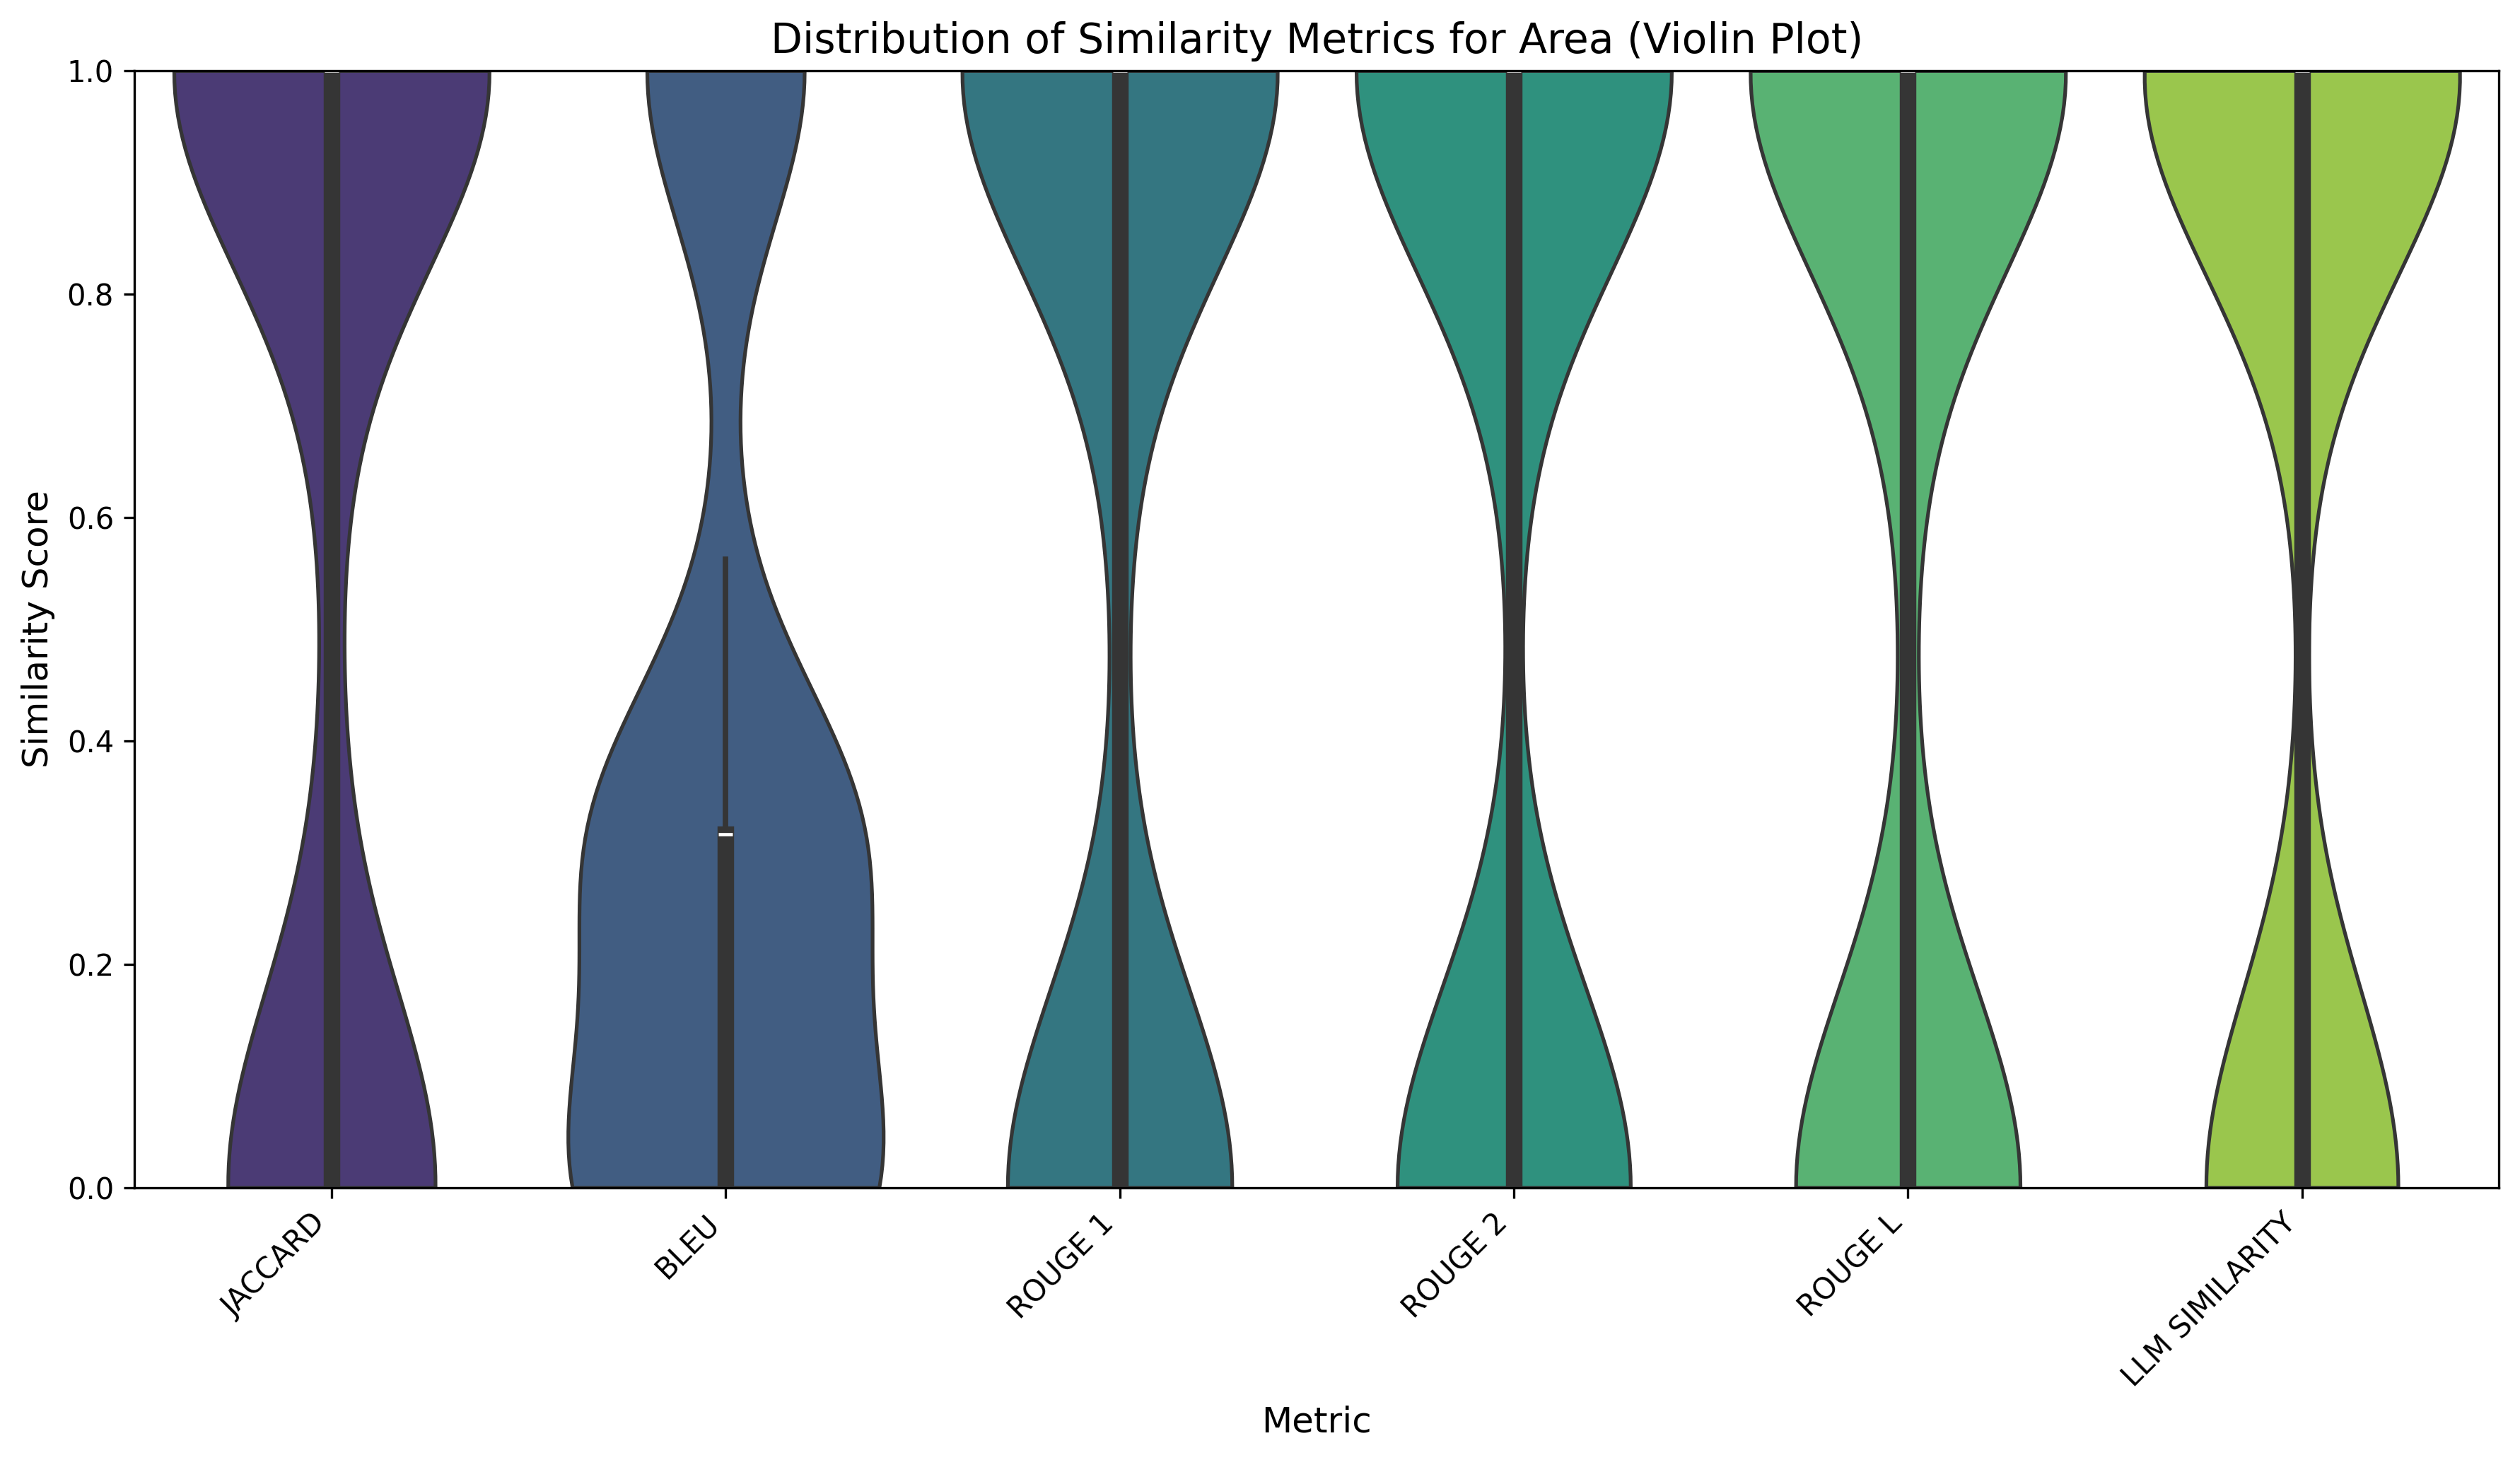 Distribution of Similarity Metrics for Area (Violin Plot)
1.0
0.8
0.6
0.4
0.2
0.0
Similarity Score
JACCARD
BLEU
ROUGE 1
ROUGE 2
ROUGE L
LLM SIMILARITY
Metric